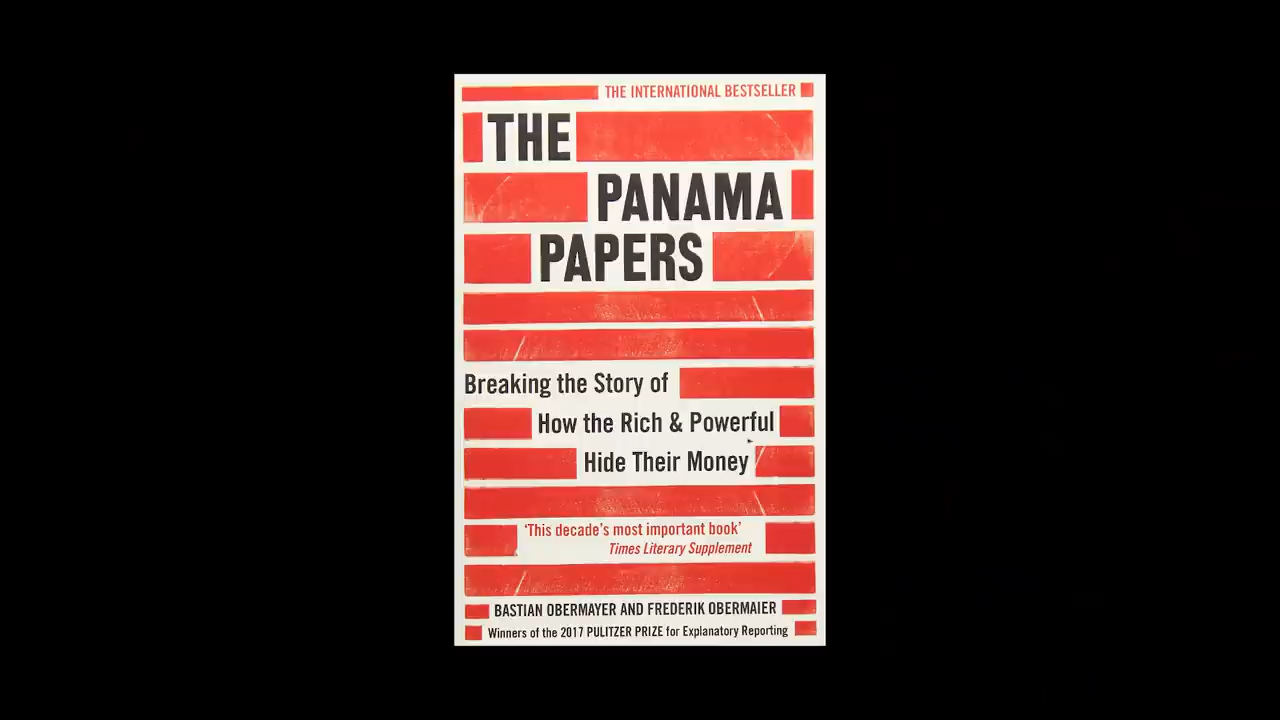 THE INTERNATIONAL BESTSELLER
THE
PANAMA
PAPERS
Breaking the Story of
How the Rich & Powerful
Hide Their Money
‘This decade’s most important book’
Times Literary Supplement
BASTIAN OBERMAYER AND FREDERIK OBERMAIER
Winners of the 2017 PULITZER PRIZE for Explanatory Reporting